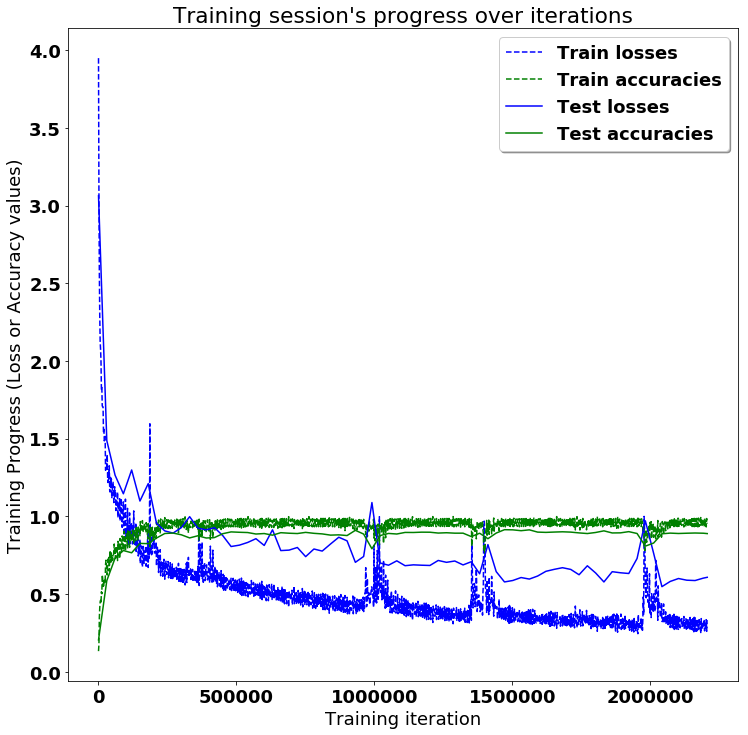 Training session's progress over iterations
Train losses
Train accuracies
Test losses
Test accuracies
Training Progress (Loss or Accuracy values)
4.0
3.5
3.0
2.5
2.0
1.5
1.0
0.5
0.0
0 500000 1000000 1500000 2000000
Training iteration